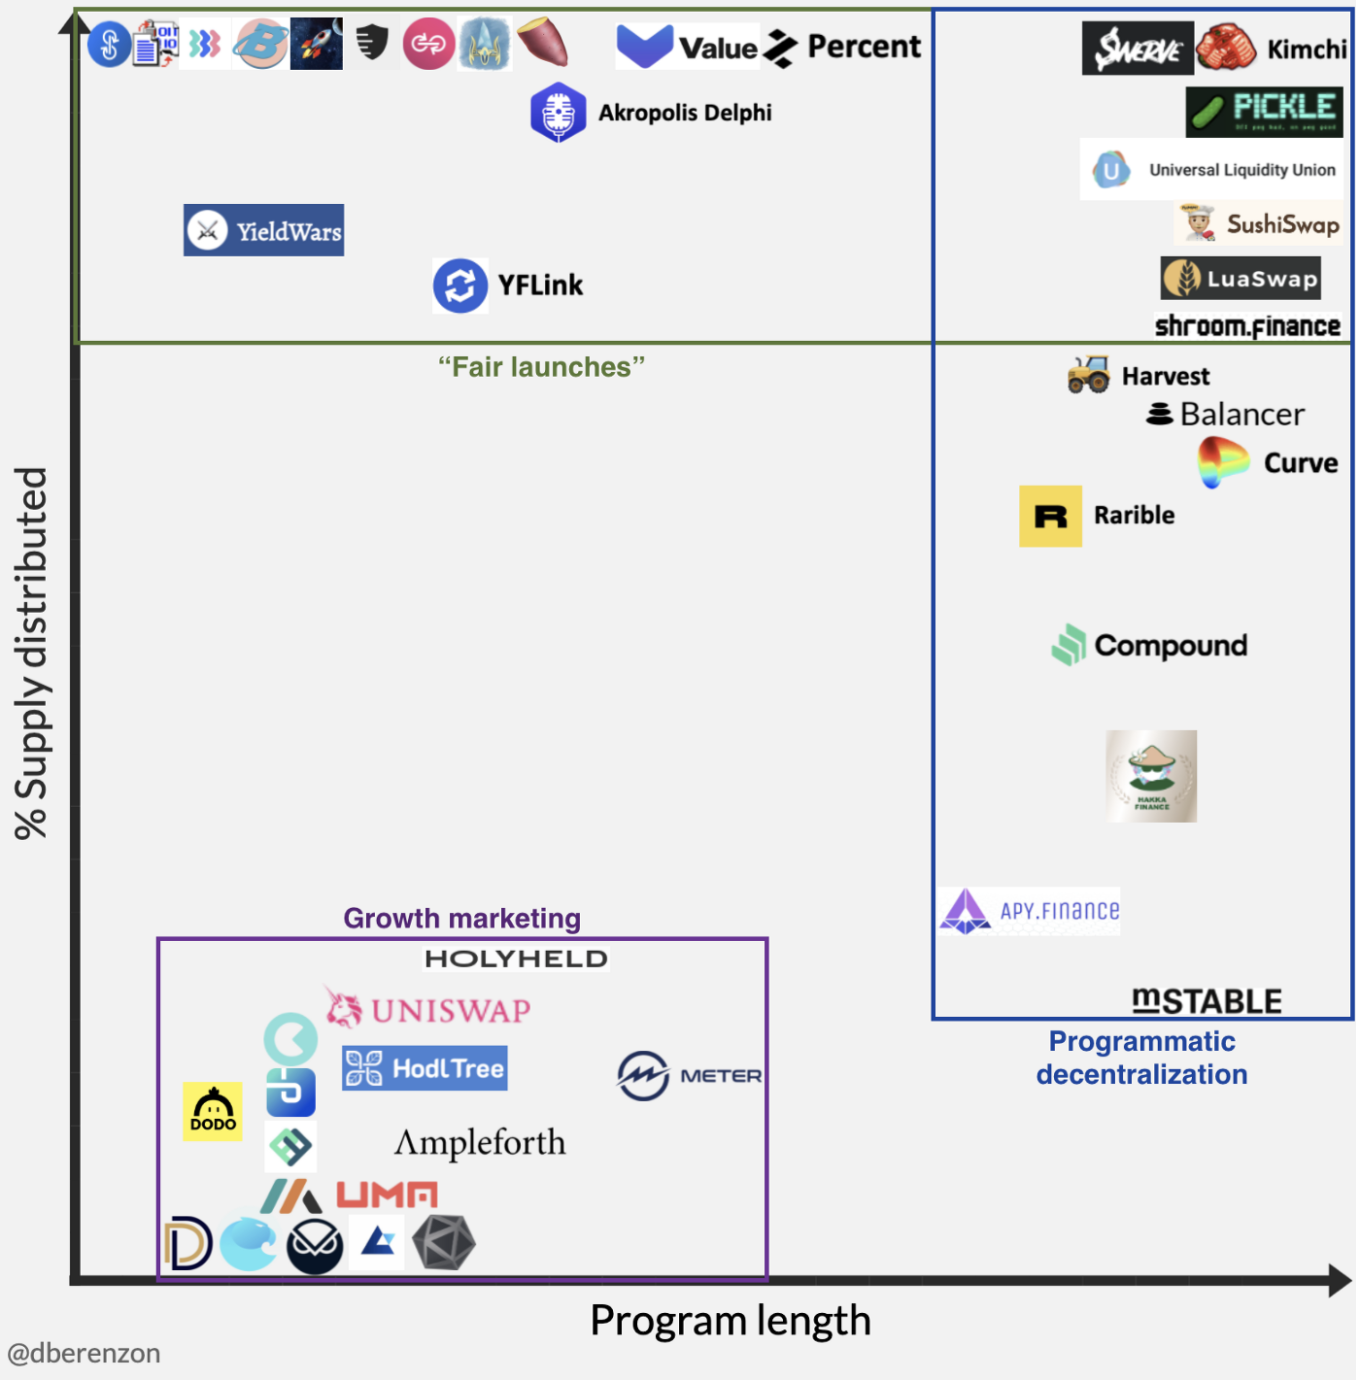 Value
Percent
SWERVE
Kimchi
Akropolis Delphi
PICKLE
U
Universal Liquidity Union
YieldWars
SushiSwap
YFLink
LuaSwap
shroom.finance
“Fair launches”
Harvest
Balancer
Curve
R
Rarible
% Supply distributed
Compound
HAKKA
FINANCE
APY.Finance
Growth marketing
HOLYHELD
mSTABLE
UNISWAP
Programmatic
decentralization
HodlTree
METER
DODO
Ampleforth
UMA
Program length
@dberenzon